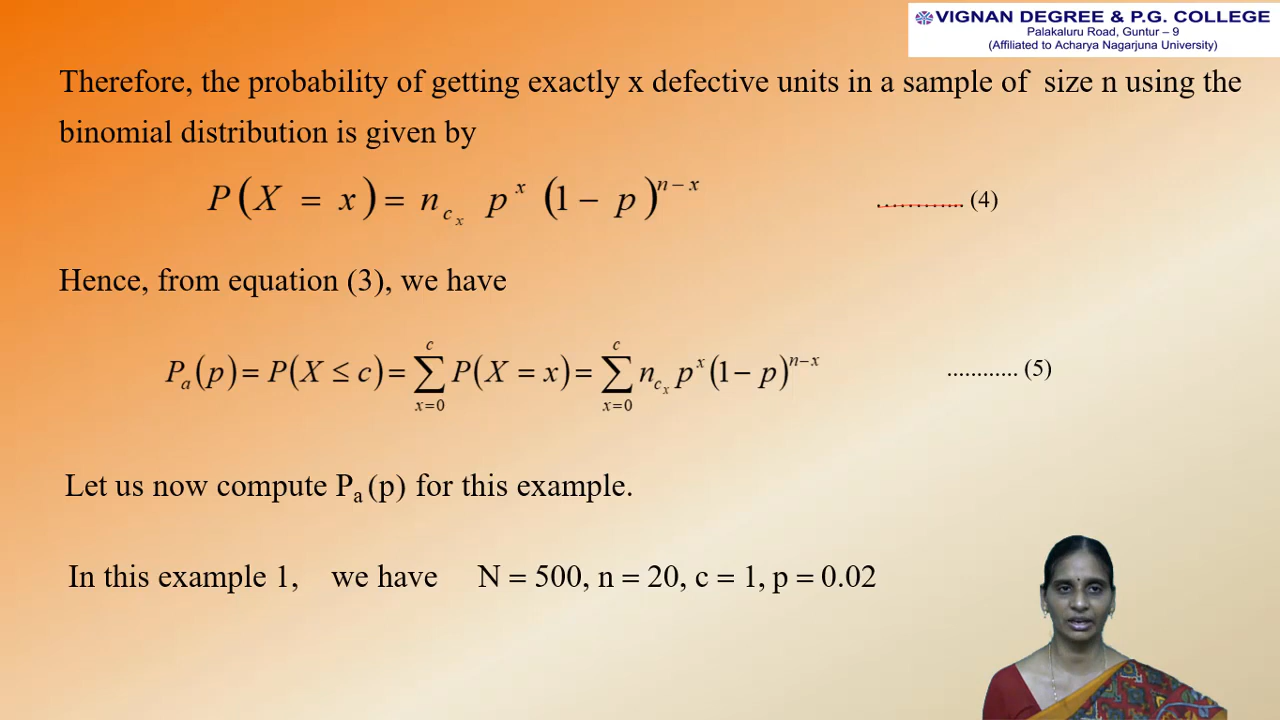 VIGNAN DEGREE & P.G. COLLEGE
Palakaluru Road, Guntur – 9
(Affiliated to Acharya Nagarjuna University)
Therefore, the probability of getting exactly x defective units in a sample of size n using the
binomial distribution is given by
P(X = x) = n_{c_x} p^x (1 − p)^{n−x} ............. (4)
Hence, from equation (3), we have
P_a(p) = P(X ≤ c) = ∑_{x=0}^{c} P(X = x) = ∑_{x=0}^{c} n_{c_x} p^x (1 − p)^{n−x} ............ (5)
Let us now compute P_a (p) for this example.
In this example 1, we have N = 500, n = 20, c = 1, p = 0.02